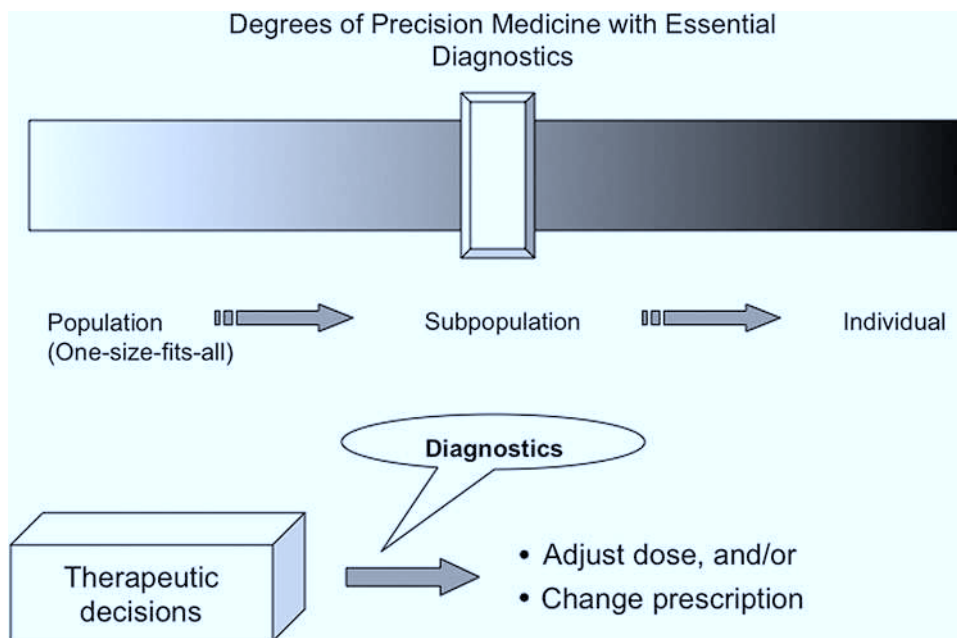 Degrees of Precision Medicine with Essential
Diagnostics
Population
(One-size-fits-all)
Subpopulation
Individual
Diagnostics
Therapeutic
decisions
• Adjust dose, and/or
• Change prescription